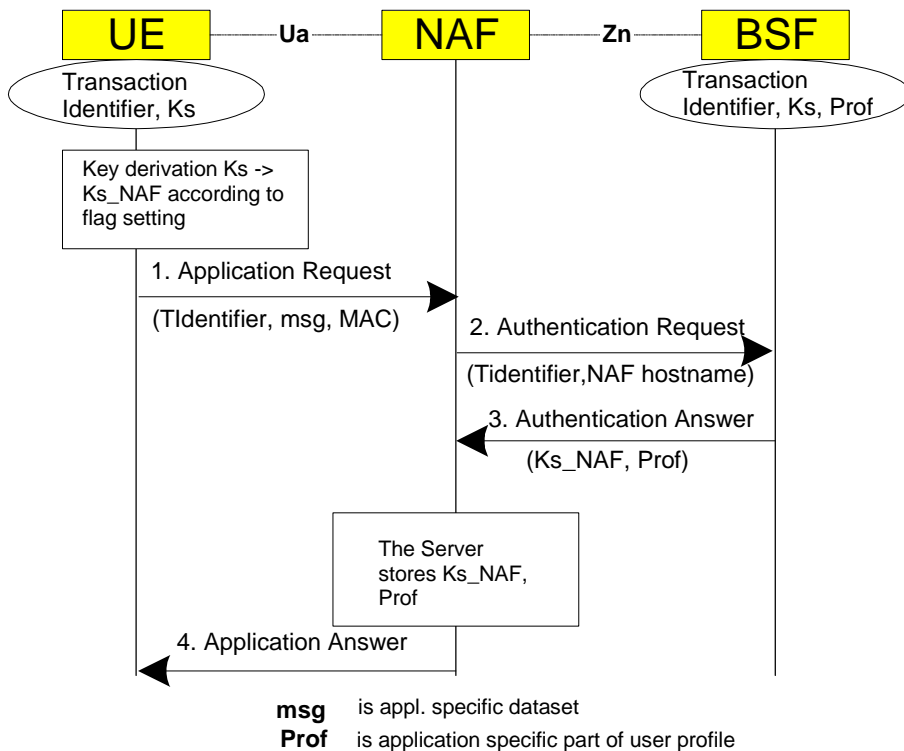 UE Ua NAF Zn BSF
Transaction
Identifier, Ks
Transaction
Identifier, Ks, Prof
Key derivation Ks ->
Ks_NAF according to
flag setting
1. Application Request
(TIdentifier, msg, MAC)
2. Authentication Request
(Tidentifier,NAF hostname)
3. Authentication Answer
(Ks_NAF, Prof)
The Server
stores Ks_NAF,
Prof
4. Application Answer
msg is appl. specific dataset
Prof is application specific part of user profile